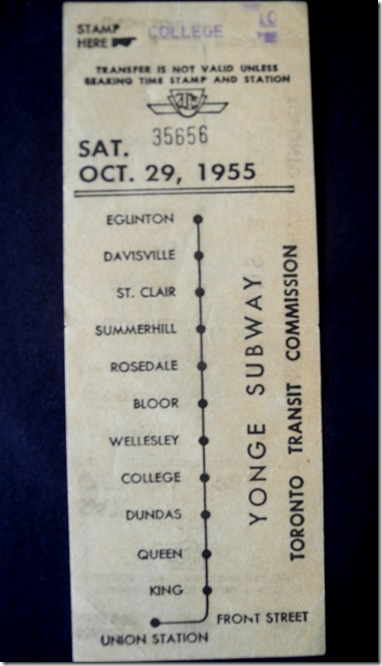 STAMP
HERE
COLLEGE
TRANSFER IS NOT VALID UNLESS
BEARING TIME STAMP AND STATION
35656
SAT.
OCT. 29, 1955
EGLINTON
DAVISVILLE
ST. CLAIR
SUMMERHILL
ROSEDALE
BLOOR
WELLESLEY
COLLEGE
DUNDAS
QUEEN
KING
FRONT STREET
UNION STATION
YONGE SUBWAY
TORONTO TRANSIT COMMISSION